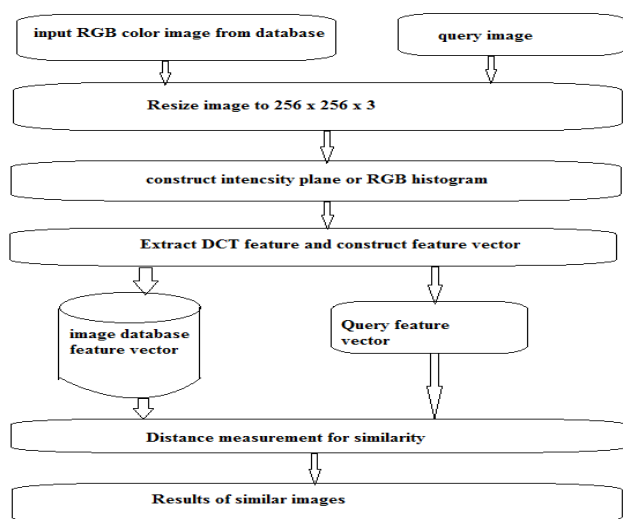 input RGB color image from database
query image
Resize image to 256 x 256 x 3
construct intencsity plane or RGB histogram
Extract DCT feature and construct feature vector
image database
feature vector
Query feature
vector
Distance measurement for similarity
Results of similar images